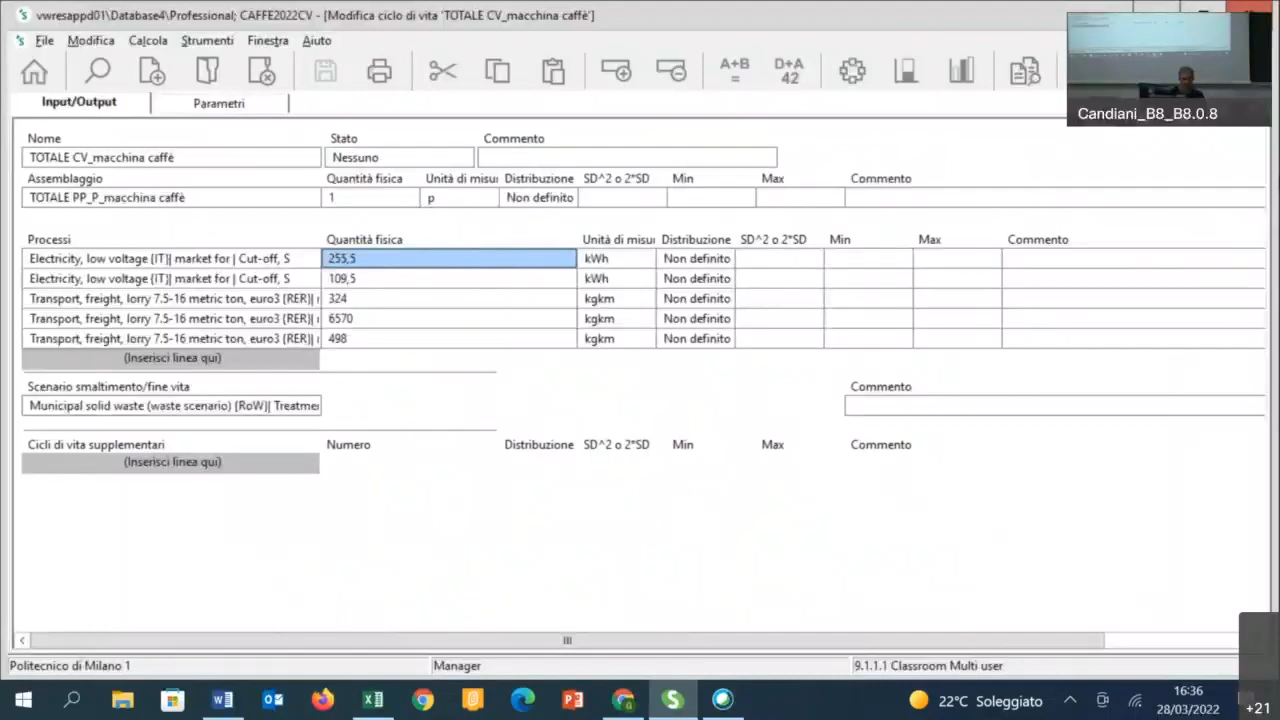 vwresappd01\Database4\Professional; CAFFE2022CV - [Modifica ciclo di vita 'TOTALE CV_macchina caffè']
File Modifica Calcola Strumenti Finestra Aiuto
A+B = D+A 42
Candiani_B8_B8.0.8
Input/Output Parametri
Nome Stato Commento
TOTALE CV_macchina caffè Nessuno
Assemblaggio Quantità fisica Unità di misu Distribuzione SD^2 o 2*SD Min Max Commento
TOTALE PP_P_macchina caffè 1 p Non definito
Processi Quantità fisica Unità di misu Distribuzione SD^2 o 2*SD Min Max Commento
Electricity, low voltage {IT}| market for | Cut-off, S 255,5 kWh Non definito
Electricity, low voltage {IT}| market for | Cut-off, S 109,5 kWh Non definito
Transport, freight, lorry 7.5-16 metric ton, euro3 {RER}| 324 kgkm Non definito
Transport, freight, lorry 7.5-16 metric ton, euro3 {RER}| 6570 kgkm Non definito
Transport, freight, lorry 7.5-16 metric ton, euro3 {RER}| 498 kgkm Non definito
(Inserisci linea qui)
Scenario smaltimento/fine vita Commento
Municipal solid waste (waste scenario) {RoW}| Treatme
Cicli di vita supplementari Numero Distribuzione SD^2 o 2*SD Min Max Commento
(Inserisci linea qui)
Politecnico di Milano 1 Manager 9.1.1.1 Classroom Multi user
22°C Soleggiato
16:36
28/03/2022
+21